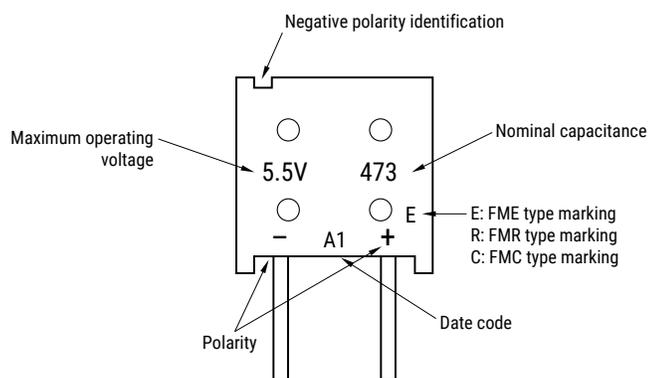 Negative polarity identification
Maximum operating
voltage
Nominal capacitance
5.5V 473
E
E: FME type marking
R: FMR type marking
C: FMC type marking
− A1 +
Polarity
Date code